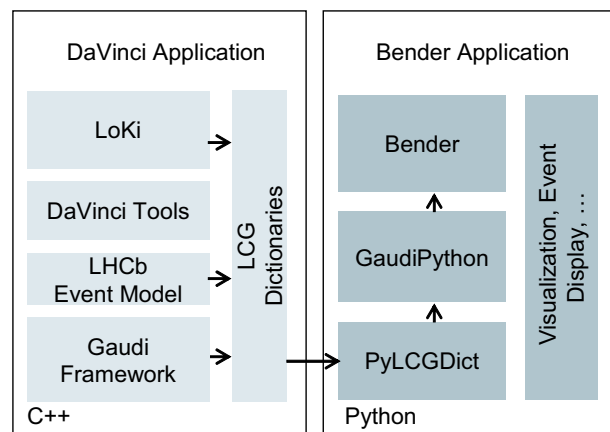 DaVinci Application
LoKi
DaVinci Tools
LHCb
Event Model
Gaudi
Framework
LCG
Dictionaries
C++
Bender Application
Bender
GaudiPython
PyLCGDict
Visualization, Event
Display, ...
Python